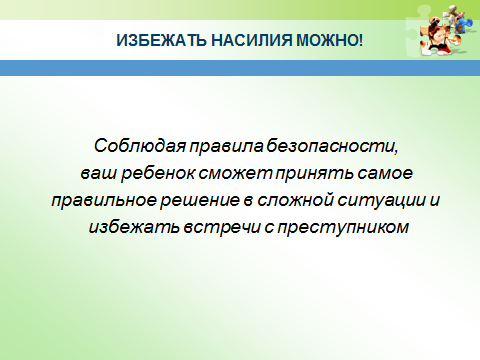 ИЗБЕЖАТЬ НАСИЛИЯ МОЖНО!
Соблюдая правила безопасности,
ваш ребенок сможет принять самое
правильное решение в сложной ситуации и
избежать встречи с преступником